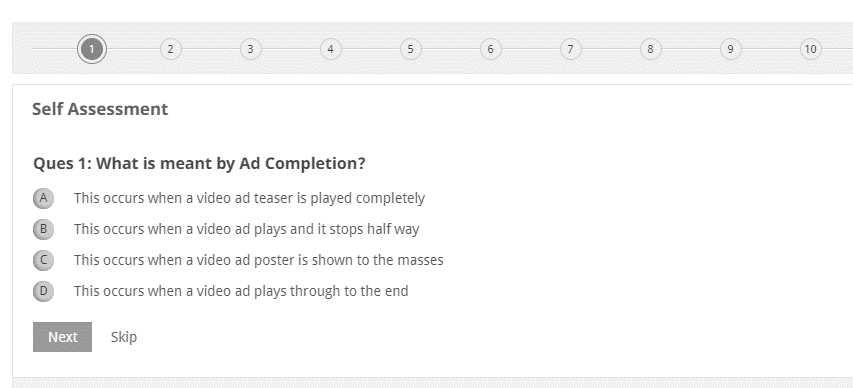 1 2 3 4 5 6 7 8 9 10
Self Assessment
Ques 1: What is meant by Ad Completion?
A This occurs when a video ad teaser is played completely
B This occurs when a video ad plays and it stops half way
C This occurs when a video ad poster is shown to the masses
D This occurs when a video ad plays through to the end
Next Skip